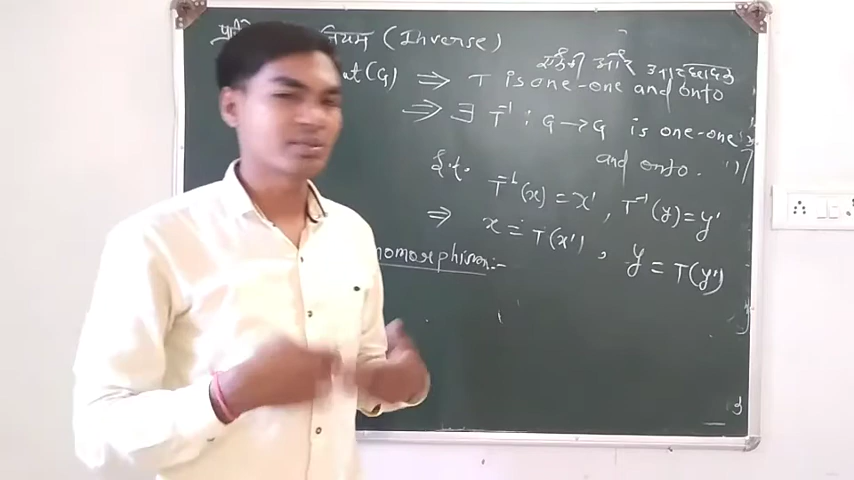 नियम (Inverse)
एकैकी और आच्छादक
ut(G) ⇒ T is one-one and onto
⇒ ∃ T⁻¹ : G → G is one-one
and onto.
s.t. T⁻¹(x) = x', T⁻¹(y) = y'
⇒ x = T(x'), y = T(y')
homomorphism:-